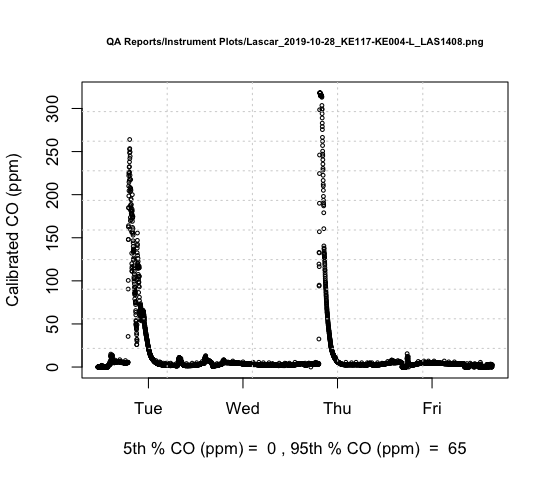 QA Reports/Instrument Plots/Lascar_2019-10-28_KE117-KE004-L_LAS1408.png
300
250
200
150
100
50
0
Calibrated CO (ppm)
Tue Wed Thu Fri
5th % CO (ppm) = 0 , 95th % CO (ppm) = 65